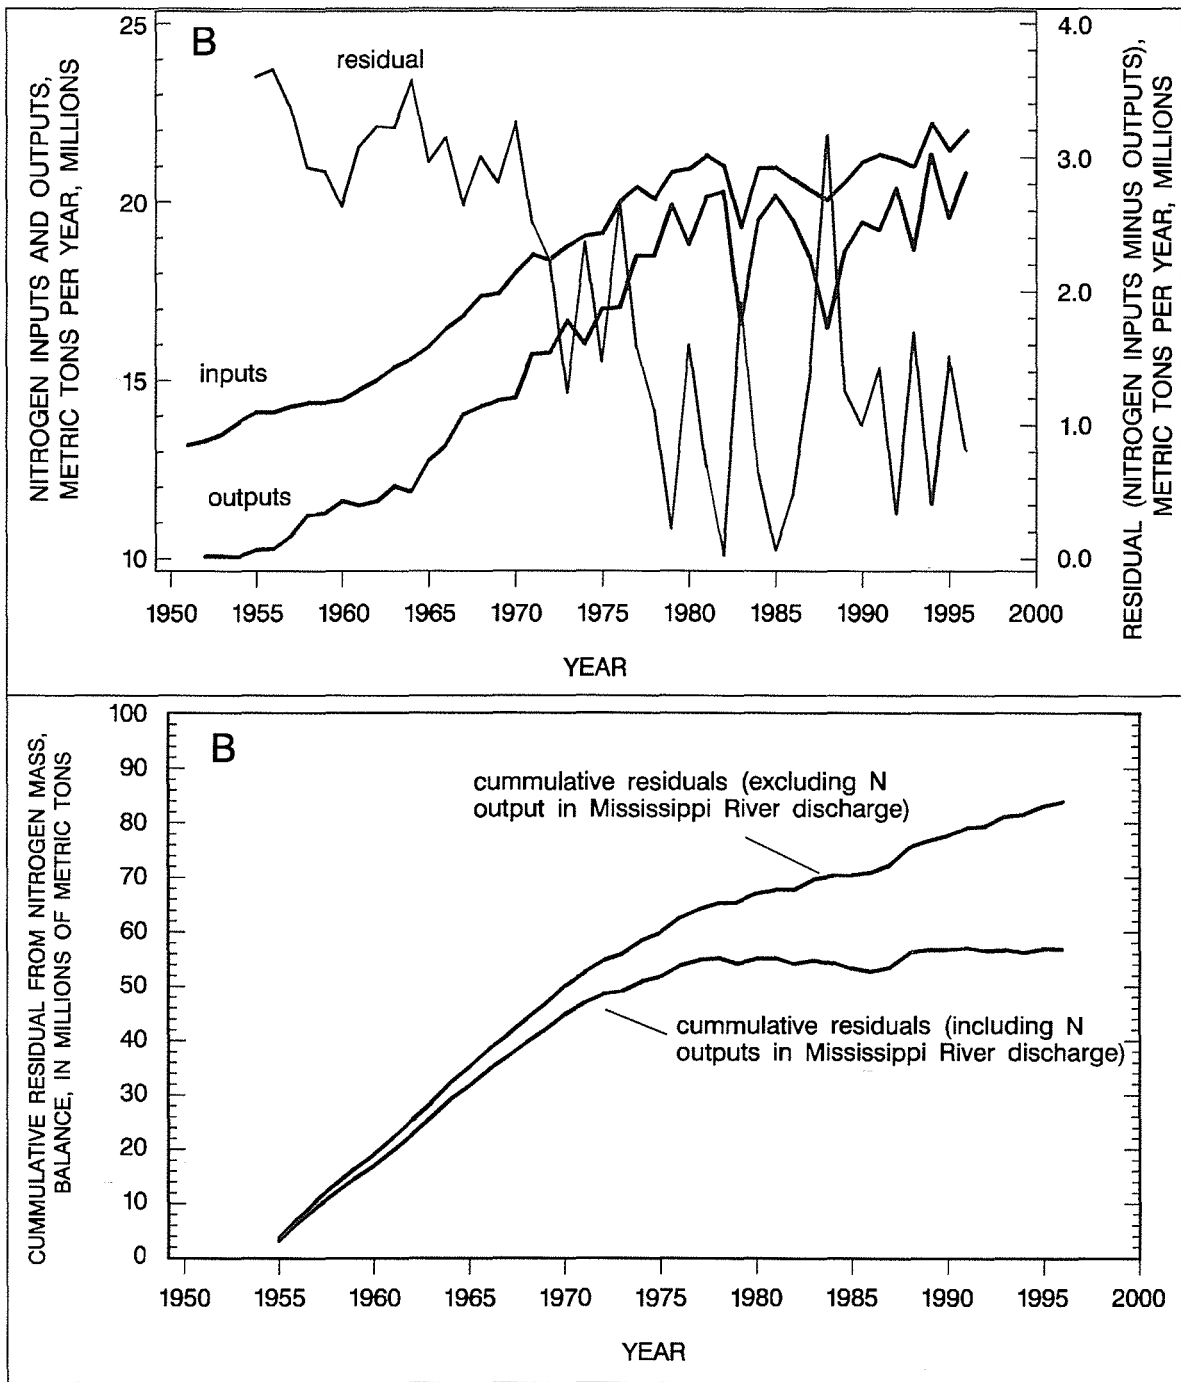 B
residual
inputs
outputs
25
20
15
10
4.0
3.0
2.0
1.0
0.0
NITROGEN INPUTS AND OUTPUTS,
METRIC TONS PER YEAR, MILLIONS
RESIDUAL (NITROGEN INPUTS MINUS OUTPUTS),
METRIC TONS PER YEAR, MILLIONS
1950 1955 1960 1965 1970 1975 1980 1985 1990 1995 2000
YEAR
B
cummulative residuals (excluding N
output in Mississippi River discharge)
cummulative residuals (including N
outputs in Mississippi River discharge)
100
90
80
70
60
50
40
30
20
10
0
CUMMULATIVE RESIDUAL FROM NITROGEN MASS,
BALANCE, IN MILLIONS OF METRIC TONS
1950 1955 1960 1965 1970 1975 1980 1985 1990 1995 2000
YEAR